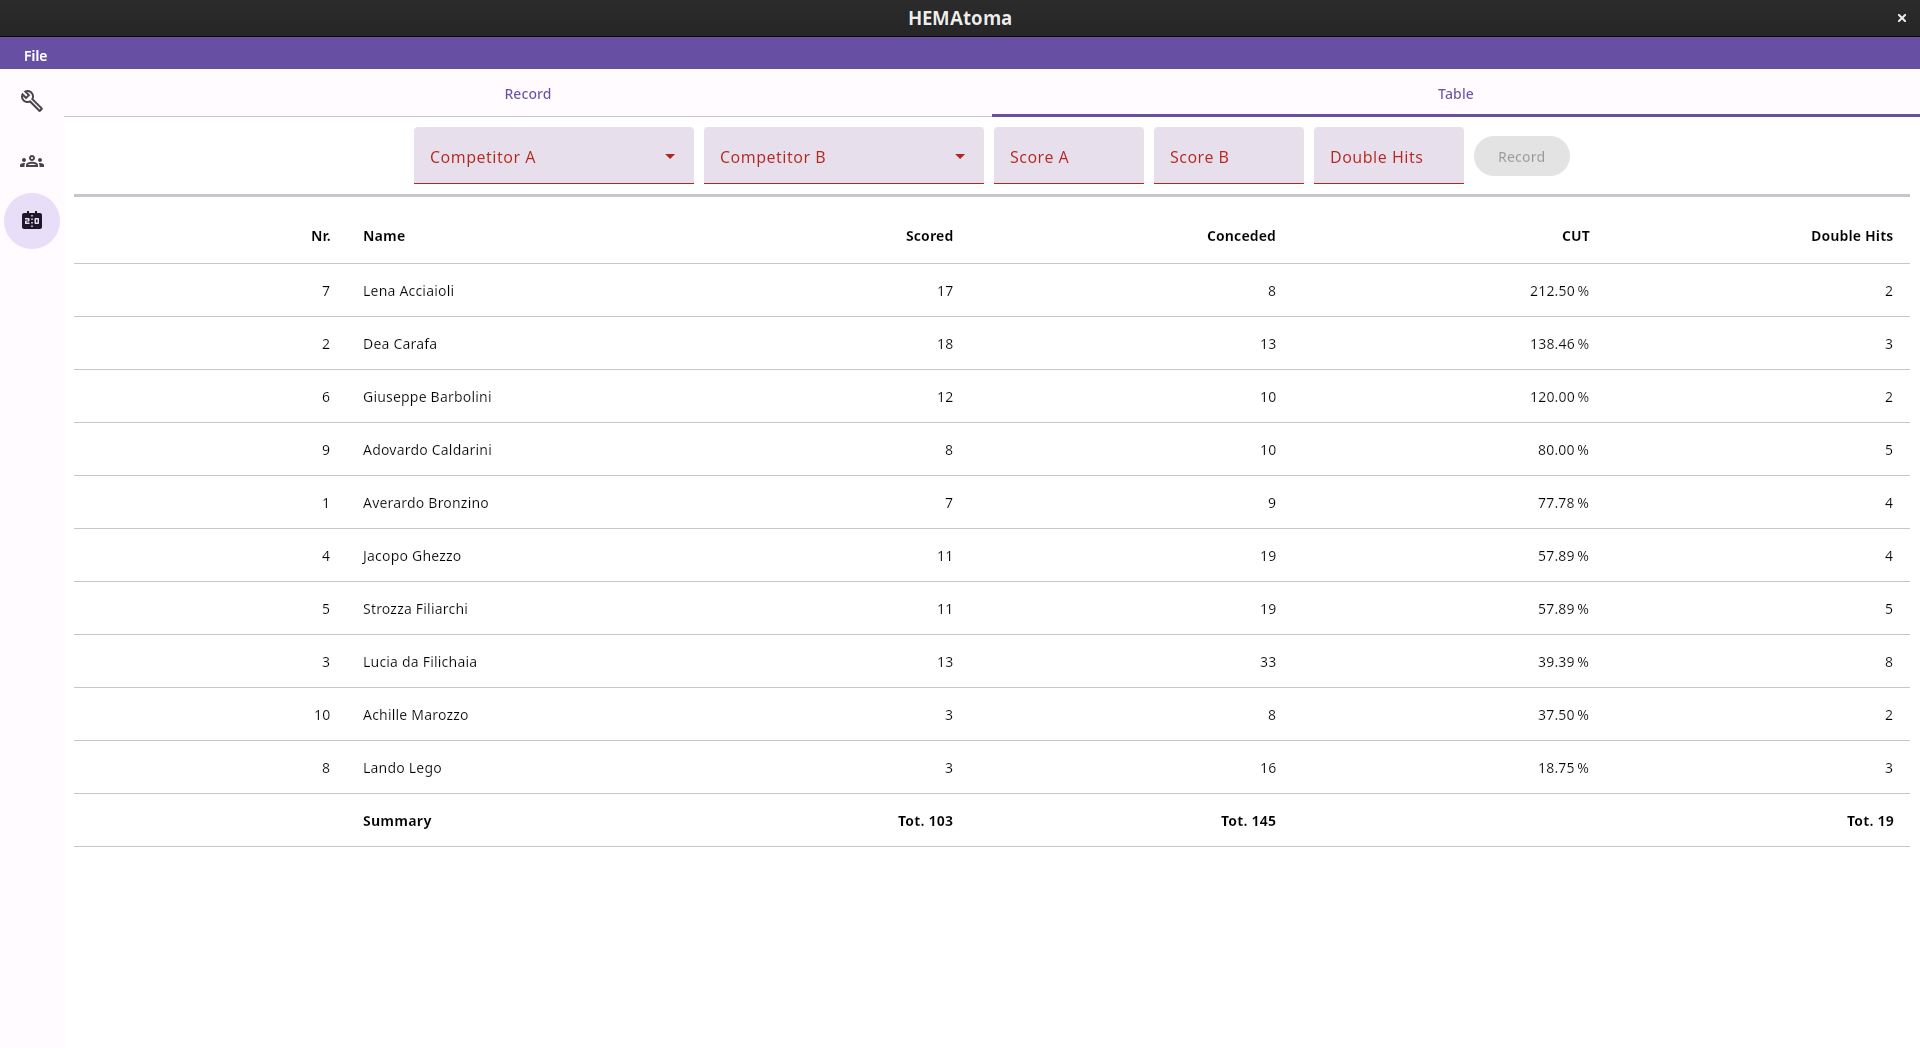 HEMAtoma
File
Record Table
Competitor A Competitor B Score A Score B Double Hits Record
2:0
Nr. Name Scored Conceded CUT Double Hits
7 Lena Acciaioli 17 8 212.50 % 2
2 Dea Carafa 18 13 138.46 % 3
6 Giuseppe Barbolini 12 10 120.00 % 2
9 Adovardo Caldarini 8 10 80.00 % 5
1 Averardo Bronzino 7 9 77.78 % 4
4 Jacopo Ghezzo 11 19 57.89 % 4
5 Strozza Filiarchi 11 19 57.89 % 5
3 Lucia da Filichaia 13 33 39.39 % 8
10 Achille Marozzo 3 8 37.50 % 2
8 Lando Lego 3 16 18.75 % 3
Summary Tot. 103 Tot. 145 Tot. 19